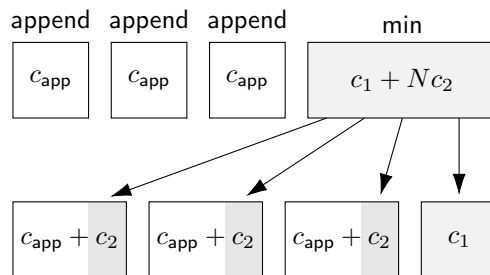 append append append min
c_app c_app c_app c_1 + Nc_2
c_app + c_2 c_app + c_2 c_app + c_2 c_1